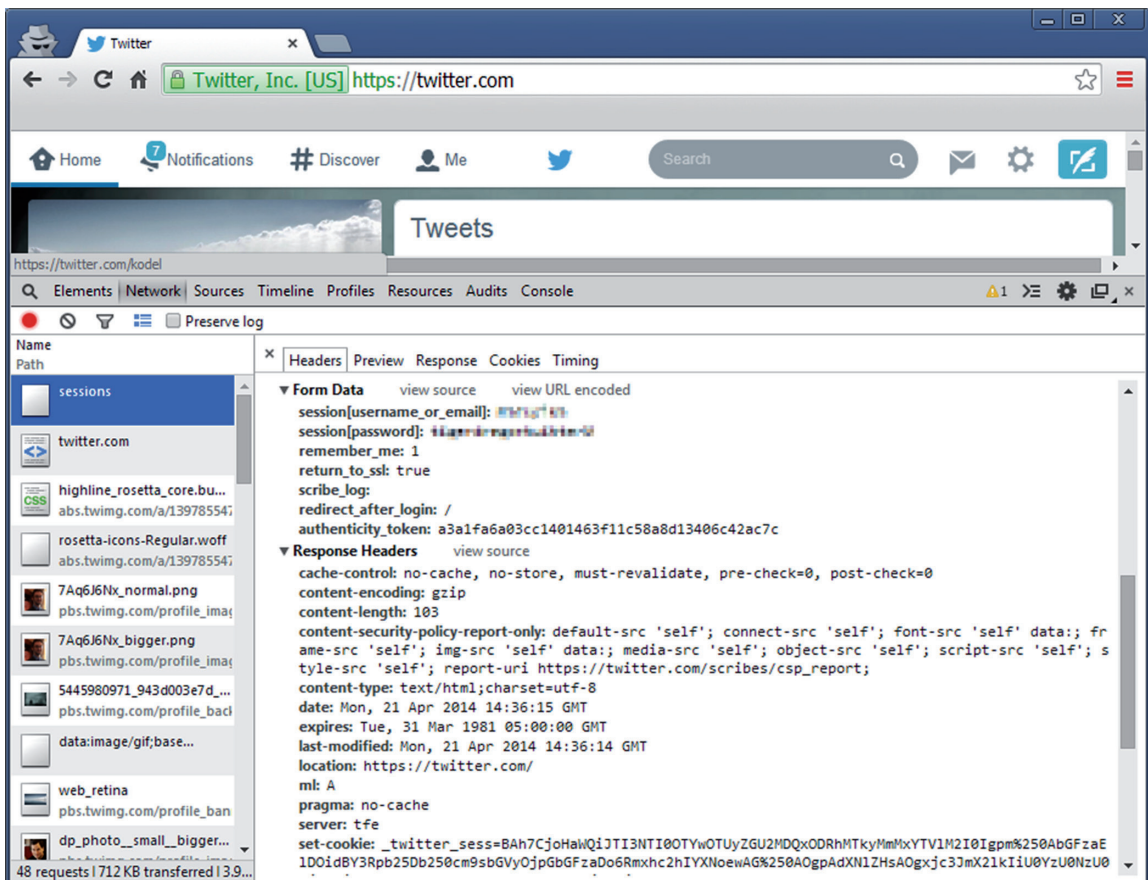 Twitter
Twitter, Inc. [US] https://twitter.com
Home 7 Notifications # Discover Me Search
Tweets
https://twitter.com/kodel
Elements Network Sources Timeline Profiles Resources Audits Console 1
Preserve log
Name
Path
sessions
twitter.com
highline_rosetta_core.bu...
abs.twimg.com/a/139785547
rosetta-icons-Regular.woff
abs.twimg.com/a/139785547
7Aq6J6Nx_normal.png
pbs.twimg.com/profile_imag
7Aq6J6Nx_bigger.png
pbs.twimg.com/profile_imag
5445980971_943d003e7d_...
pbs.twimg.com/profile_back
data:image/gif;base...
web_retina
pbs.twimg.com/profile_ban
dp_photo__small__bigger...
48 requests | 712 KB transferred | 3.9...
Headers Preview Response Cookies Timing
Form Data view source view URL encoded
session[username_or_email]:
session[password]:
remember_me: 1
return_to_ssl: true
scribe_log:
redirect_after_login: /
authenticity_token: a3a1fa6a03cc1401463f11c58a8d13406c42ac7c
Response Headers view source
cache-control: no-cache, no-store, must-revalidate, pre-check=0, post-check=0
content-encoding: gzip
content-length: 103
content-security-policy-report-only: default-src 'self'; connect-src 'self'; font-src 'self' data:; fr
ame-src 'self'; img-src 'self' data:; media-src 'self'; object-src 'self'; script-src 'self'; s
tyle-src 'self'; report-uri https://twitter.com/scribes/csp_report;
content-type: text/html;charset=utf-8
date: Mon, 21 Apr 2014 14:36:15 GMT
expires: Tue, 31 Mar 1981 05:00:00 GMT
last-modified: Mon, 21 Apr 2014 14:36:14 GMT
location: https://twitter.com/
ml: A
pragma: no-cache
server: tfe
set-cookie: _twitter_sess=BAh7CjoHaWQiJTI3NTI0OTYwOTUyZGU2MDQxODRhMTkyMmMxYTVlM2I0Igpm%250AbGFzaE
lDOidBY3Rpb25Db250cm9sbGVyOjpGbGFzaDo6Rmxhc2hIYXNoewAG%250AOgpAdXNlZHsAOgxjc3JmX2lkIiU0YzU0NzU0